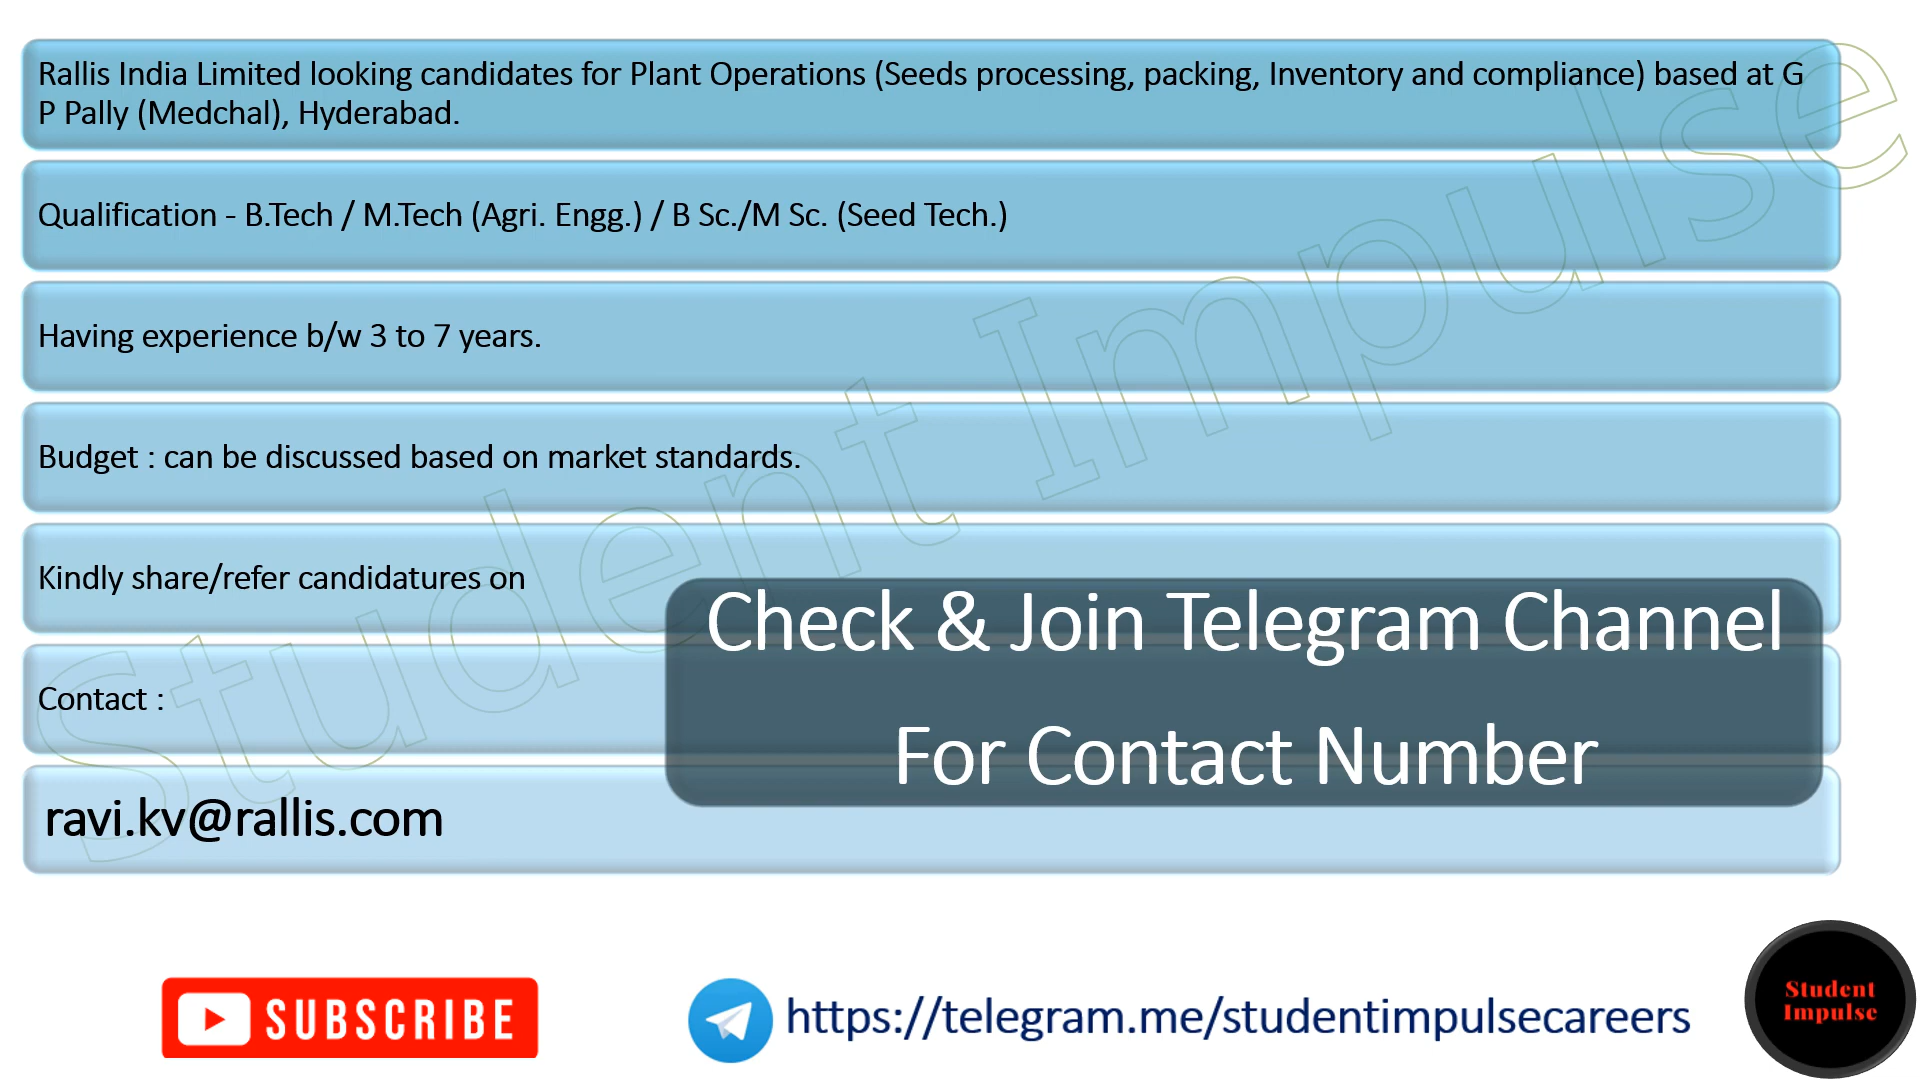 Rallis India Limited looking candidates for Plant Operations (Seeds processing, packing, Inventory and compliance) based at G
P Pally (Medchal), Hyderabad.
Qualification - B.Tech / M.Tech (Agri. Engg.) / B Sc./M Sc. (Seed Tech.)
Having experience b/w 3 to 7 years.
Budget : can be discussed based on market standards.
Kindly share/refer candidatures on
Check & Join Telegram Channel
For Contact Number
Contact :
ravi.kv@rallis.com
Student Impulse
SUBSCRIBE
https://telegram.me/studentimpulsecareers
Student
Impulse